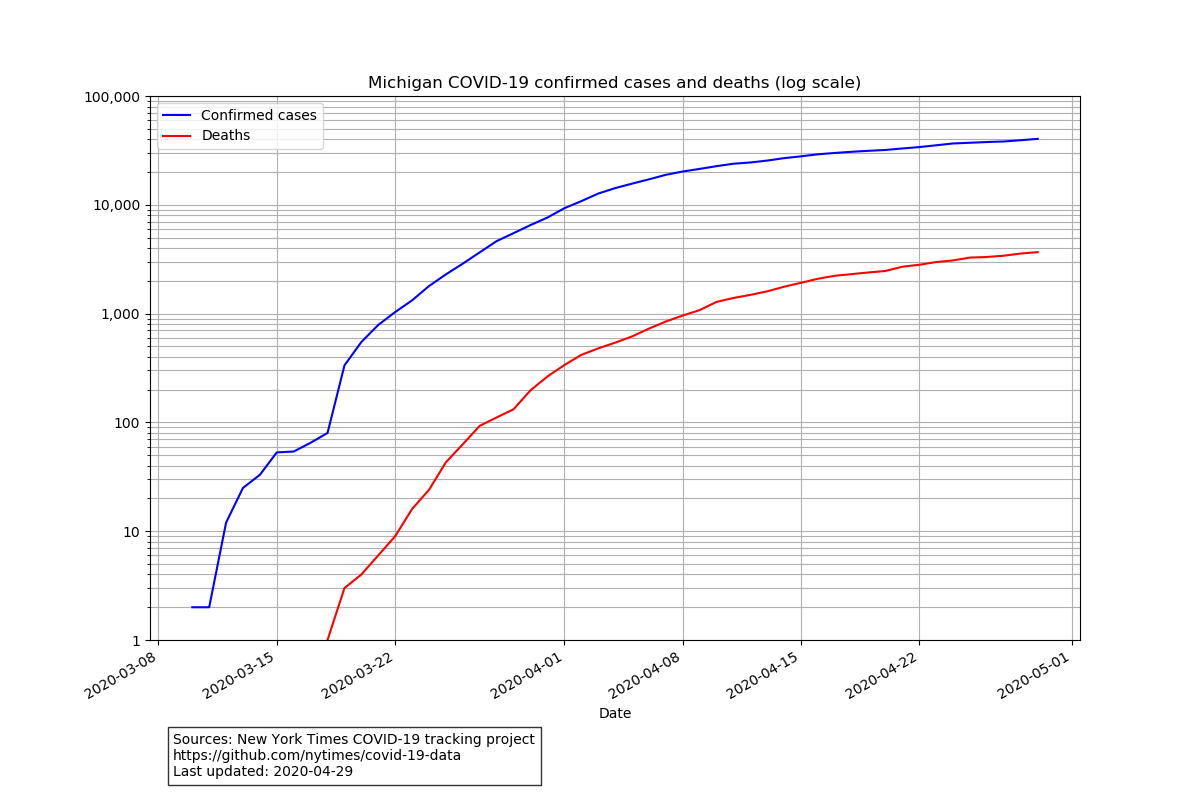 Michigan COVID-19 confirmed cases and deaths (log scale)
100,000
10,000
1,000
100
10
1
Confirmed cases
Deaths
2020-03-08
2020-03-15
2020-03-22
2020-04-01
2020-04-08
2020-04-15
2020-04-22
2020-05-01
Date
Sources: New York Times COVID-19 tracking project
https://github.com/nytimes/covid-19-data
Last updated: 2020-04-29